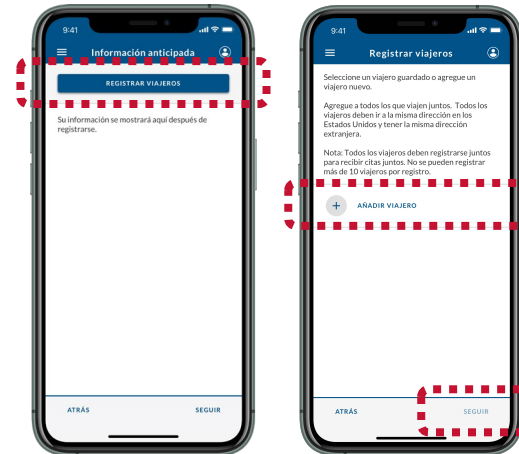 9:41
Información anticipada
REGISTRAR VIAJEROS
Su información se mostrará aquí después de
registrarse.
ATRÁS
SEGUIR
9:41
Registrar viajeros
Seleccione un viajero guardado o agregue un
viajero nuevo.
Agregue a todos los que viajen juntos. Todos los
viajeros deben ir a la misma dirección en los
Estados Unidos y tener la misma dirección
extranjera.
Nota: Todos los viajeros deben registrarse juntos
para recibir citas juntos. No se pueden registrar
más de 10 viajeros por registro.
AÑADIR VIAJERO
ATRÁS
SEGUIR